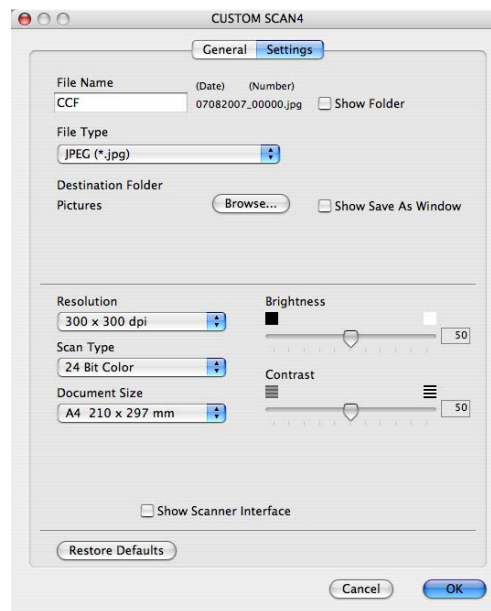 CUSTOM SCAN4
General Settings
File Name (Date) (Number)
CCF 07082007_00000.jpg Show Folder
File Type
JPEG (*.jpg)
Destination Folder
Pictures Browse... Show Save As Window
Resolution
300 x 300 dpi
Scan Type
24 Bit Color
Document Size
A4 210 x 297 mm
Brightness
50
Contrast
50
Show Scanner Interface
Restore Defaults
Cancel OK